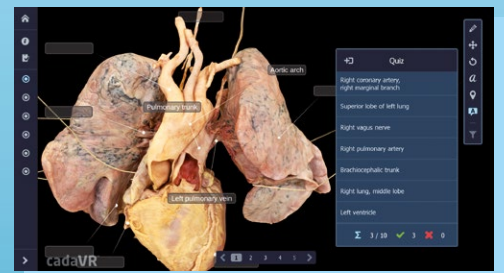 Quiz
Right coronary artery,
right marginal branch
Superior lobe of left lung
Aortic arch
Right vagus nerve
Pulmonary trunk
Right pulmonary artery
Brachiocephalic trunk
Right lung, middle lobe
Left pulmonary vein
Left ventricle
Σ 3 / 10 ✔ 3 ✖ 0
cadaVR
< 1 2 3 4 5 >